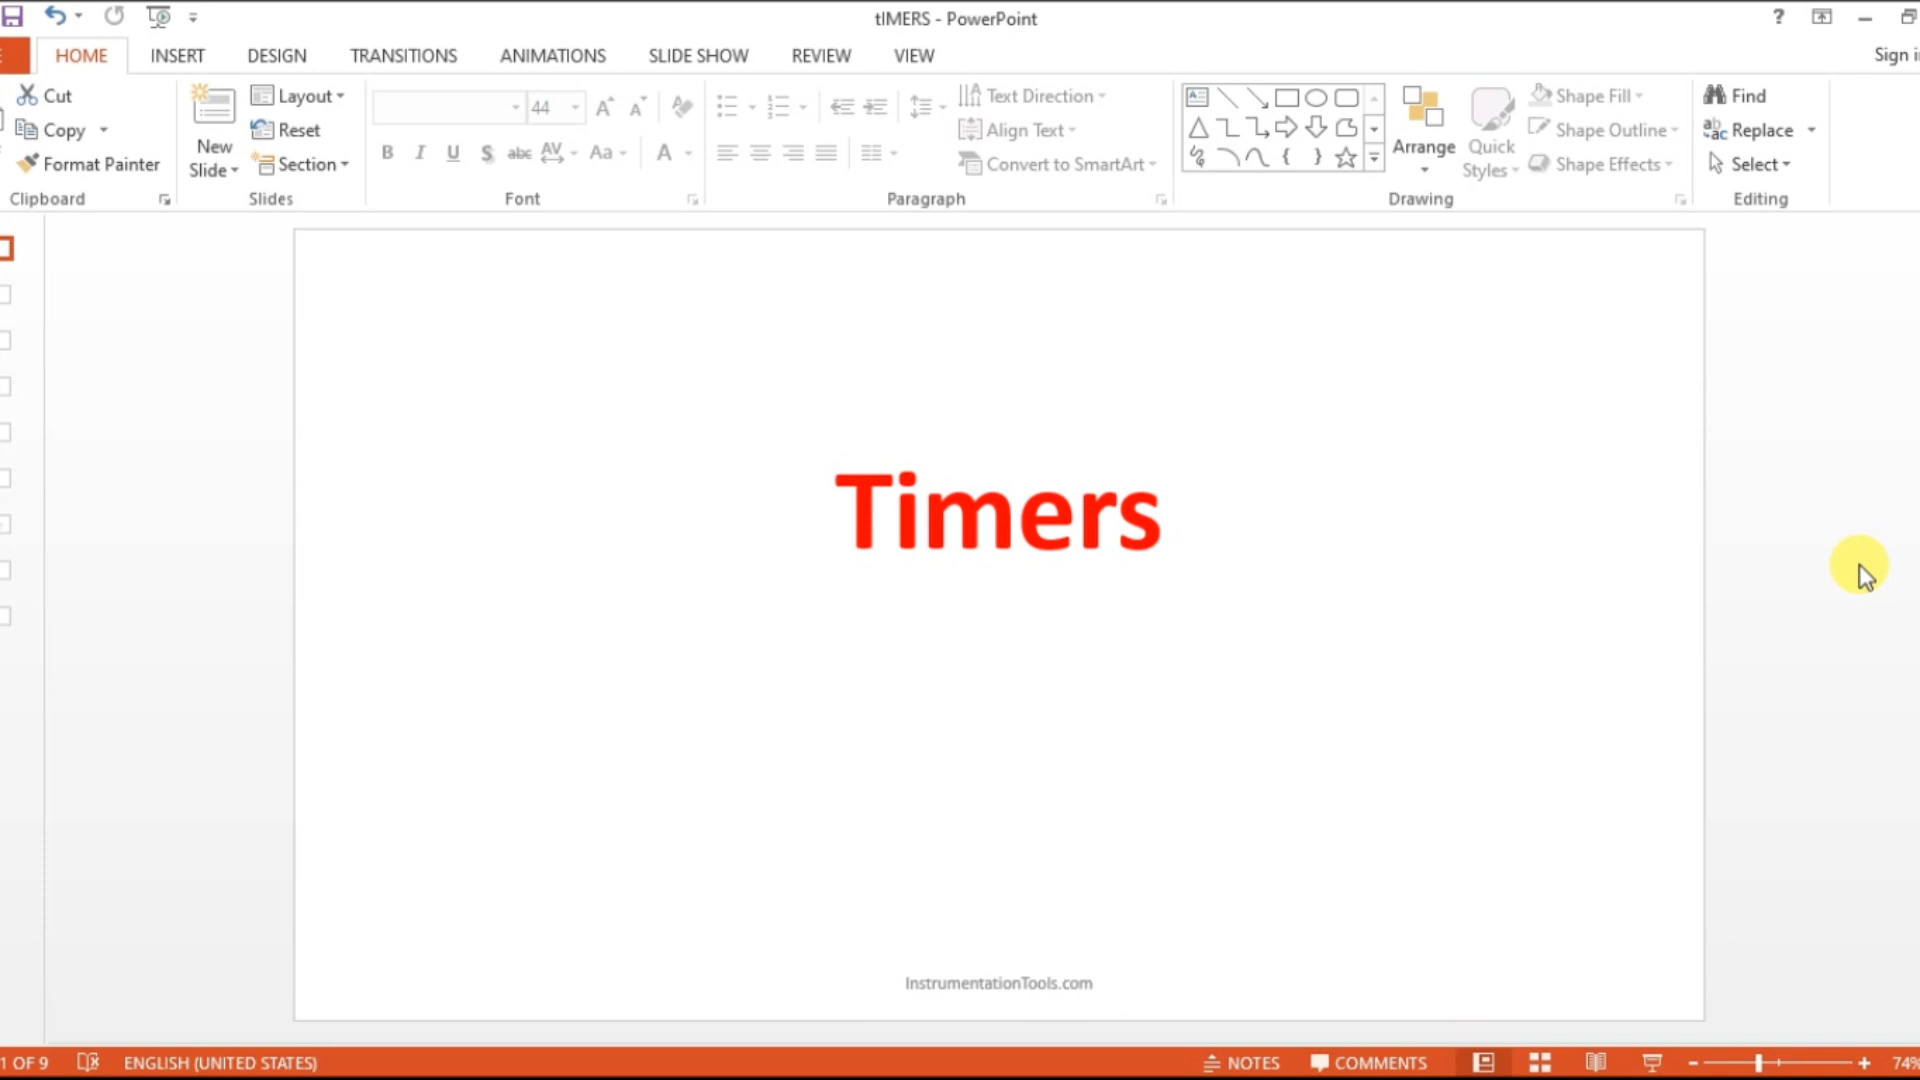 tIMERS - PowerPoint
HOME INSERT DESIGN TRANSITIONS ANIMATIONS SLIDE SHOW REVIEW VIEW
Sign i
Cut
Copy
Format Painter
Clipboard
New
Slide
Layout
Reset
Section
Slides
44
Font
Text Direction
Align Text
Convert to SmartArt
Paragraph
Arrange
Quick
Styles
Shape Fill
Shape Outline
Shape Effects
Drawing
Find
Replace
Select
Editing
Timers
InstrumentationTools.com
1 OF 9 ENGLISH (UNITED STATES) NOTES COMMENTS 74%